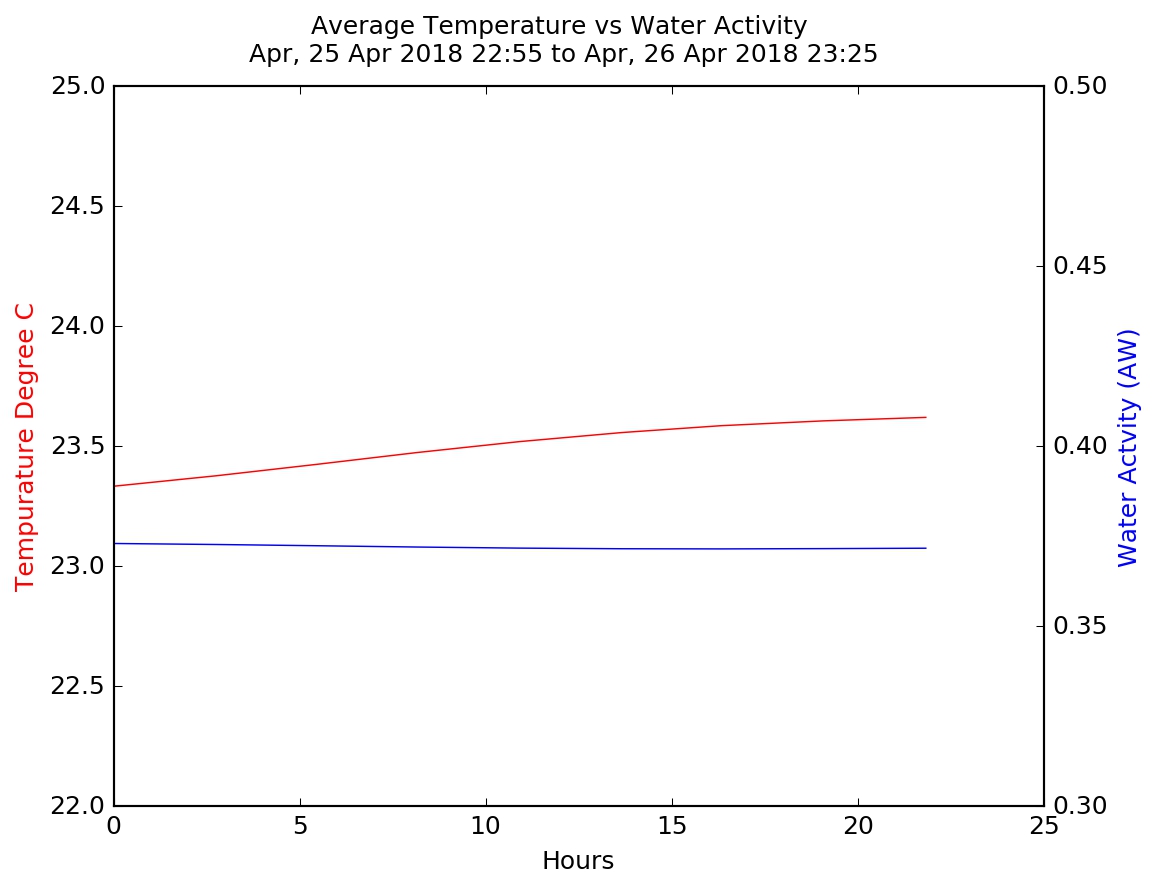 Average Temperature vs Water Activity
Apr, 25 Apr 2018 22:55 to Apr, 26 Apr 2018 23:25
25.0
24.5
24.0
23.5
23.0
22.5
22.0
Tempurature Degree C
0.50
0.45
0.40
0.35
0.30
Water Actvity (AW)
0 5 10 15 20 25
Hours